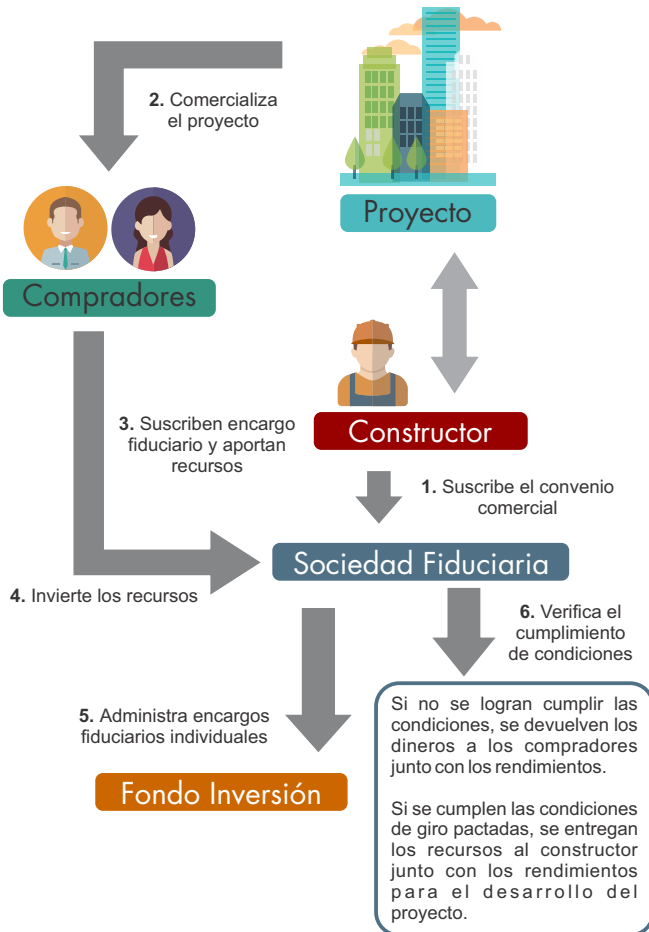 2. Comercializa
el proyecto
Proyecto
Compradores
3. Suscriben encargo
fiduciario y aportan
recursos
Constructor
1. Suscribe el convenio
comercial
Sociedad Fiduciaria
4. Invierte los recursos
6. Verifica el
cumplimiento
de condiciones
5. Administra encargos
fiduciarios individuales
Fondo Inversión
Si no se logran cumplir las
condiciones, se devuelven los
dineros a los compradores
junto con los rendimientos.
Si se cumplen las condiciones
de giro pactadas, se entregan
los recursos al constructor
junto con los rendimientos
para el desarrollo del
proyecto.